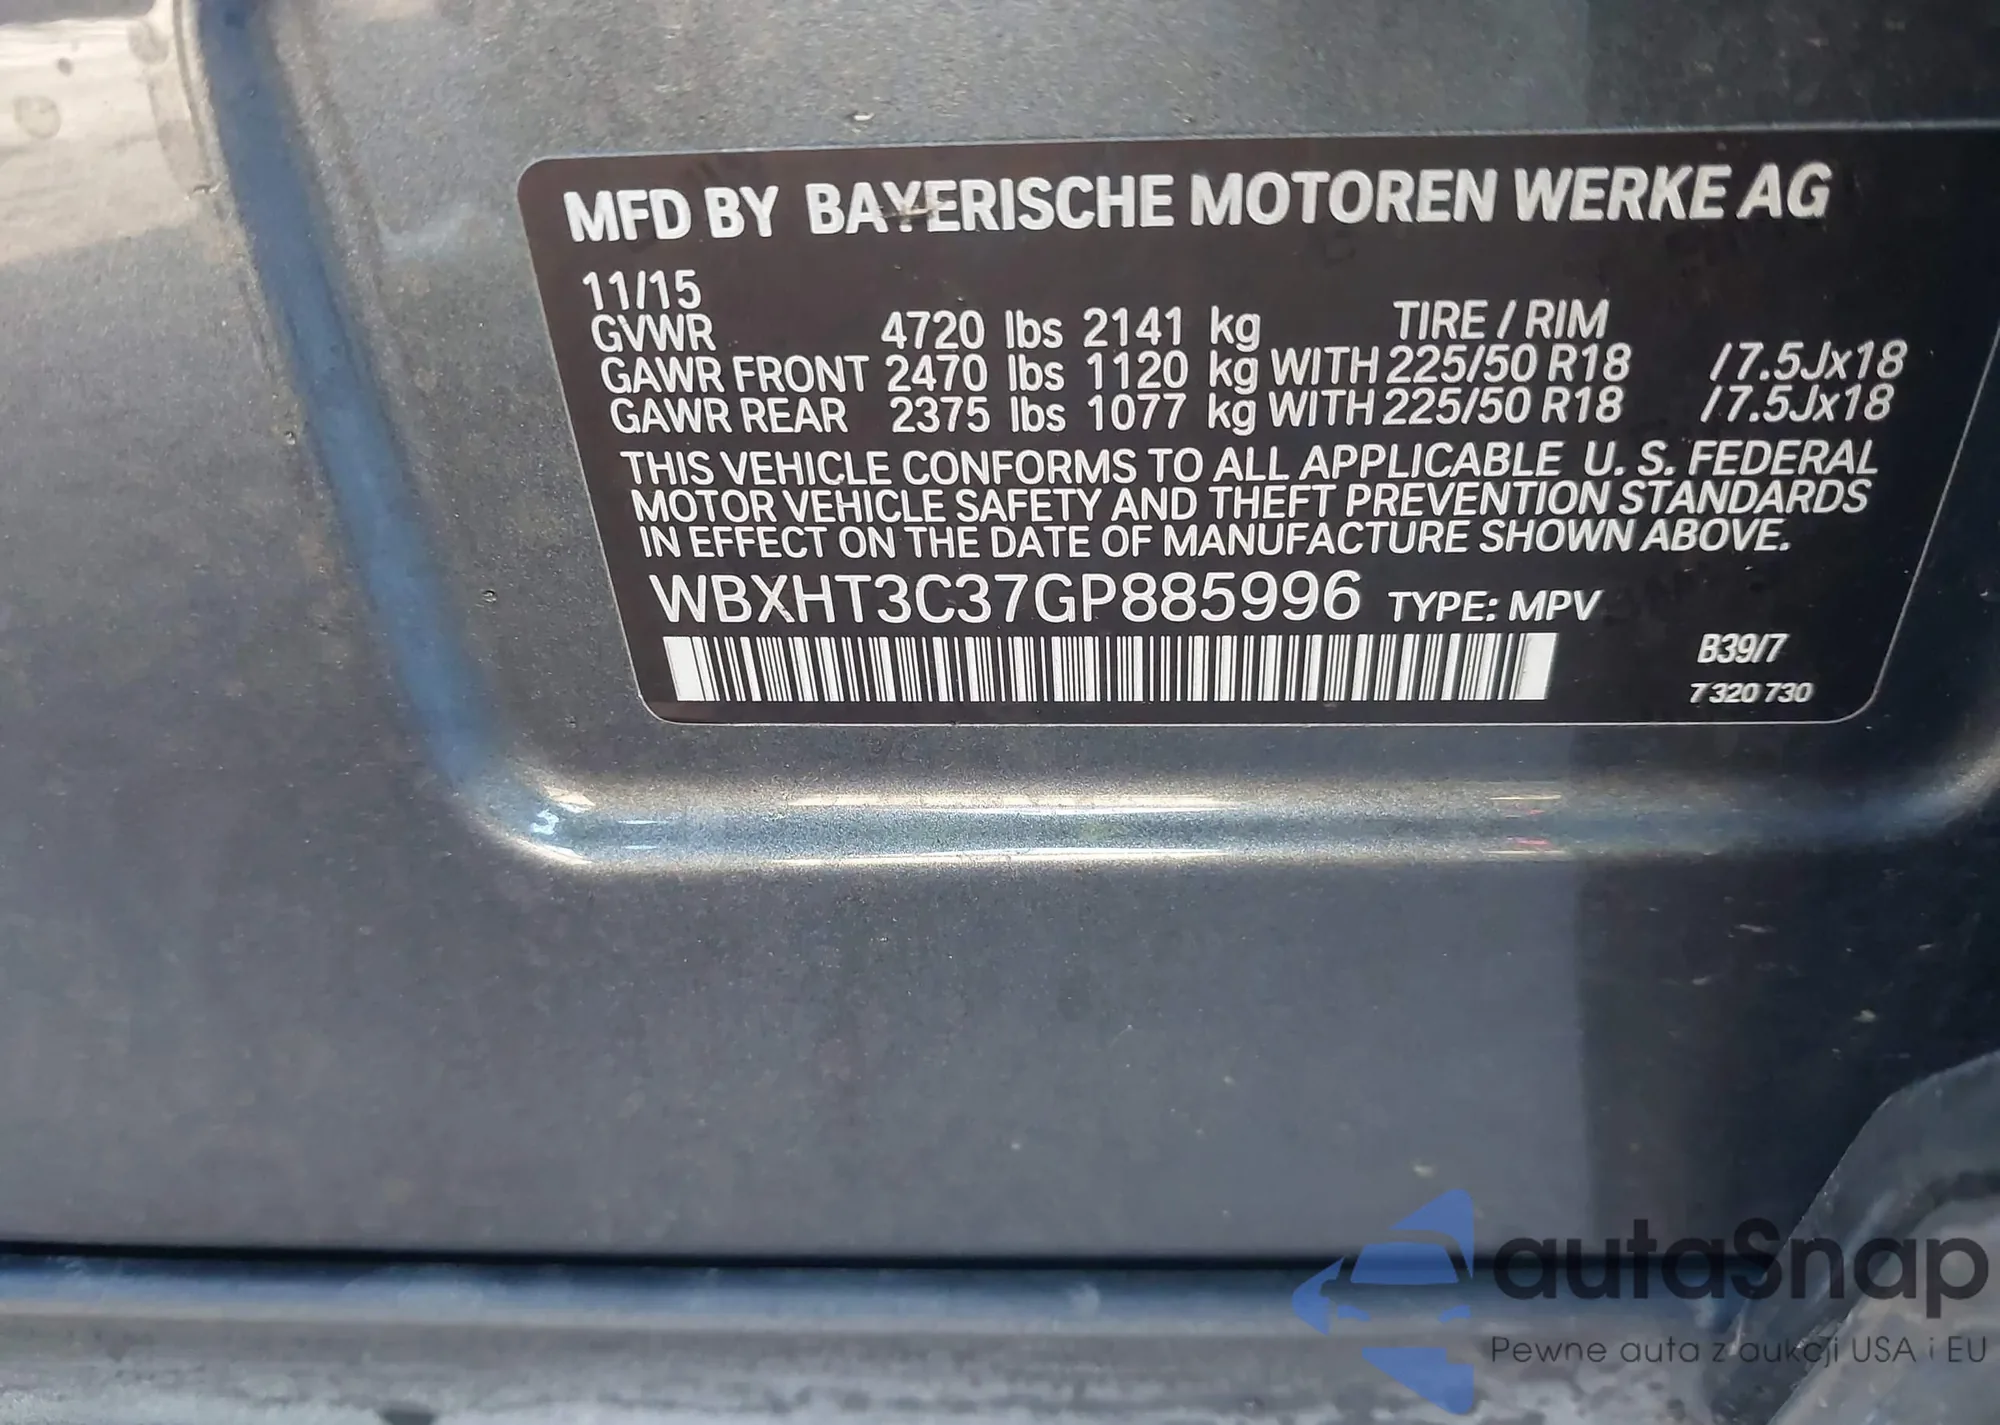 MFD BY BAYERISCHE MOTOREN WERKE AG
11/15
GVWR 4720 lbs 2141 kg TIRE / RIM
GAWR FRONT 2470 lbs 1120 kg WITH 225/50 R18 /7.5Jx18
GAWR REAR 2375 lbs 1077 kg WITH 225/50 R18 /7.5Jx18
THIS VEHICLE CONFORMS TO ALL APPLICABLE U. S. FEDERAL
MOTOR VEHICLE SAFETY AND THEFT PREVENTION STANDARDS
IN EFFECT ON THE DATE OF MANUFACTURE SHOWN ABOVE.
WBXHT3C37GP885996 TYPE: MPV
B39/7
7 320 730
autaSnap
Pewne auta z aukcji USA i EU